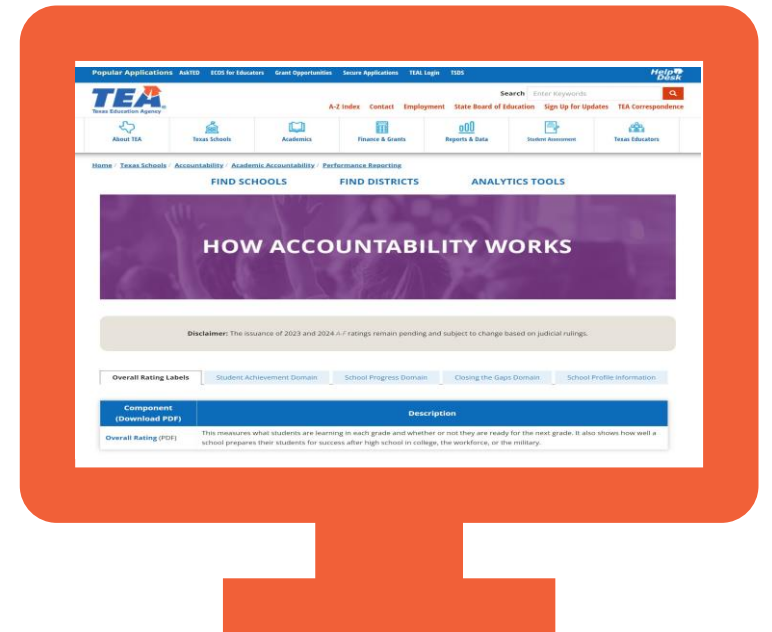 Popular Applications AskTED ECOS for Educators Grant Opportunities Secure Applications TEAL Login TSDS Help Desk
TEA
Texas Education Agency
Search Enter Keywords
A-Z Index Contact Employment State Board of Education Sign Up for Updates TEA Correspondence
About TEA Texas Schools Academics Finance & Grants Reports & Data Student Assessment Texas Educators
Home / Texas Schools / Accountability / Academic Accountability / Performance Reporting
FIND SCHOOLS FIND DISTRICTS ANALYTICS TOOLS
HOW ACCOUNTABILITY WORKS
Disclaimer: The issuance of 2023 and 2024 A-F ratings remain pending and subject to change based on judicial rulings.
Overall Rating Labels Student Achievement Domain School Progress Domain Closing the Gaps Domain School Profile Information
Component
(Download PDF)
Description
Overall Rating (PDF)
This measures what students are learning in each grade and whether or not they are ready for the next grade. It also shows how well a
school prepares their students for success after high school in college, the workforce, or the military.